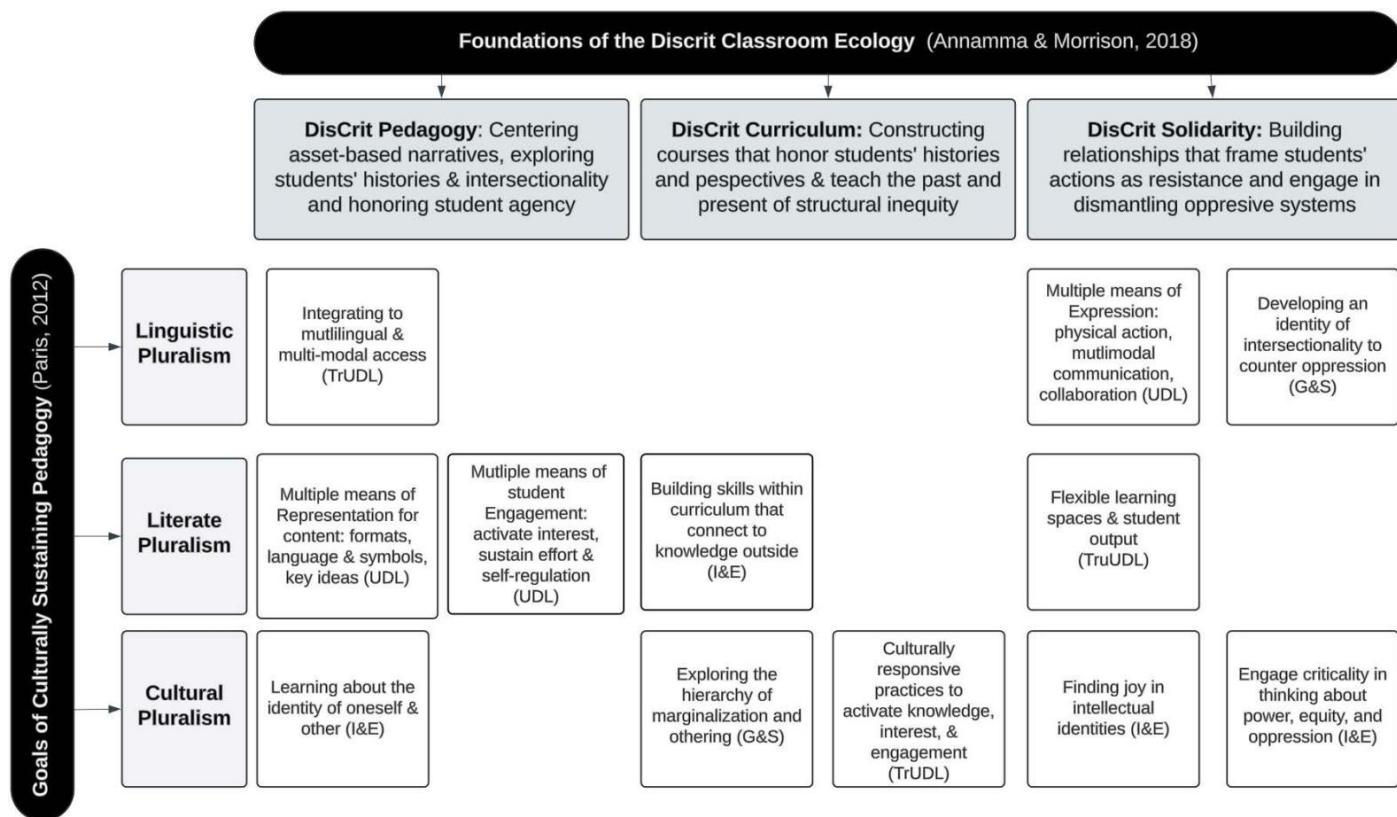 Foundations of the Discrit Classroom Ecology (Annamma & Morrison, 2018)
DisCrit Pedagogy: Centering
asset-based narratives, exploring
students' histories & intersectionality
and honoring student agency
DisCrit Curriculum: Constructing
courses that honor students' histories
and pespectives & teach the past and
present of structural inequity
DisCrit Solidarity: Building
relationships that frame students'
actions as resistance and engage in
dismantling oppresive systems
Goals of Culturally Sustaining Pedagogy (Paris, 2012)
Linguistic
Pluralism
Integrating to
mutlilingual &
multi-modal access
(TrUDL)
Multiple means of
Expression:
physical action,
mutlimodal
communication,
collaboration (UDL)
Developing an
identity of
intersectionality to
counter oppression
(G&S)
Literate
Pluralism
Multiple means of
Representation for
content: formats,
language & symbols,
key ideas (UDL)
Mutliple means of
student
Engagement:
activate interest,
sustain effort &
self-regulation
(UDL)
Building skills within
curriculum that
connect to
knowledge outside
(I&E)
Flexible learning
spaces & student
output
(TruUDL)
Cultural
Pluralism
Learning about the
identity of oneself &
other (I&E)
Exploring the
hierarchy of
marginalization and
othering (G&S)
Culturally
responsive
practices to
activate knowledge,
interest, &
engagement
(TrUDL)
Finding joy in
intellectual
identities (I&E)
Engage criticality in
thinking about
power, equity, and
oppression (I&E)